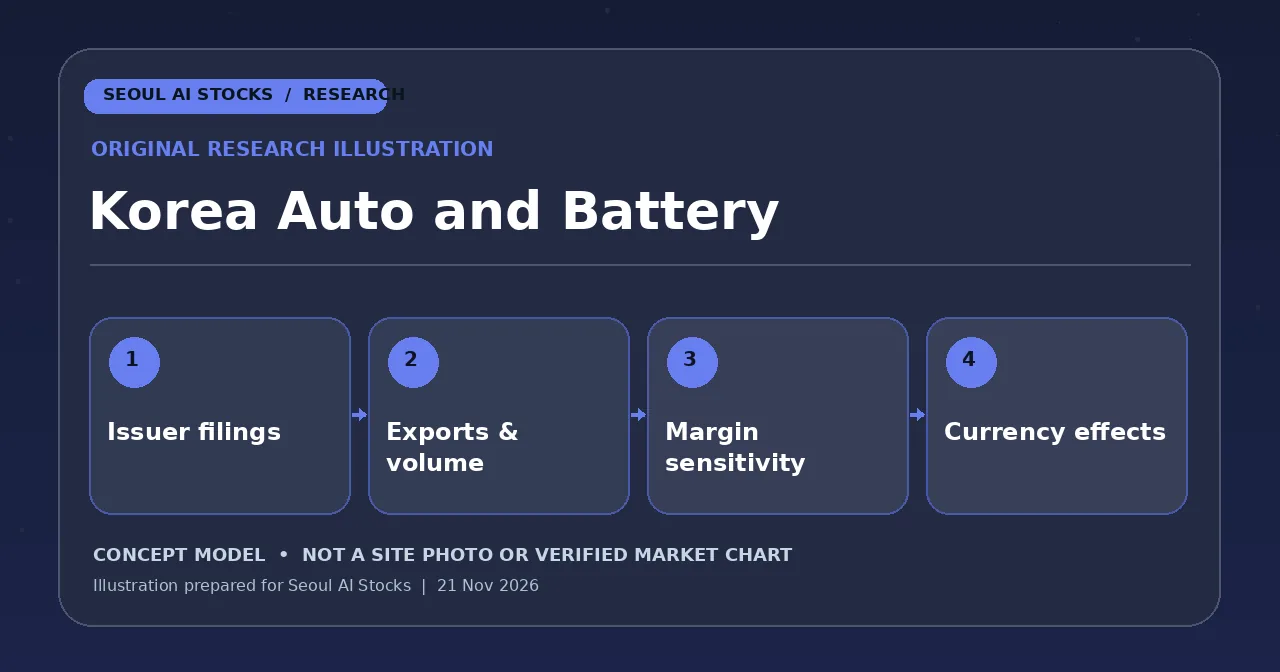 SEOUL AI STOCKS / RESEARCH
ORIGINAL RESEARCH ILLUSTRATION
Korea Auto and Battery
1
Issuer filings
2
Exports &
volume
3
Margin
sensitivity
4
Currency effects
CONCEPT MODEL • NOT A SITE PHOTO OR VERIFIED MARKET CHART
Illustration prepared for Seoul AI Stocks | 21 Nov 2026